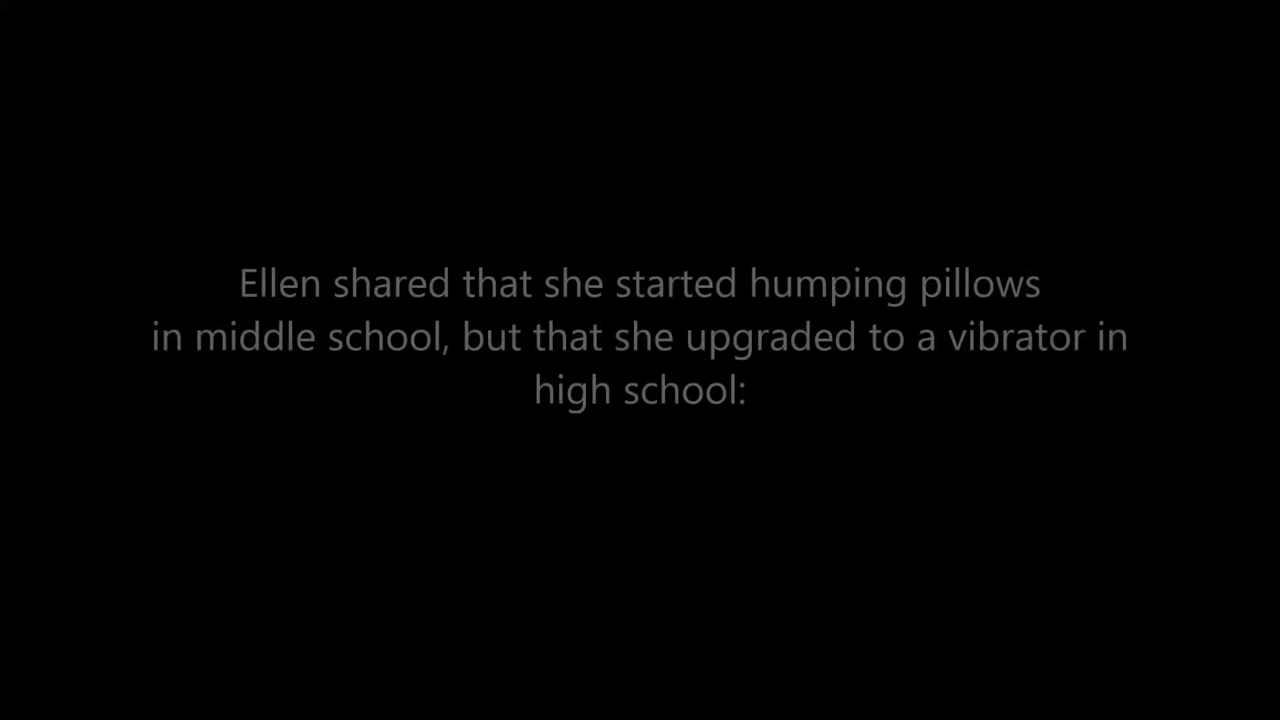 Ellen shared that she started humping pillows
in middle school, but that she upgraded to a vibrator in
high school: